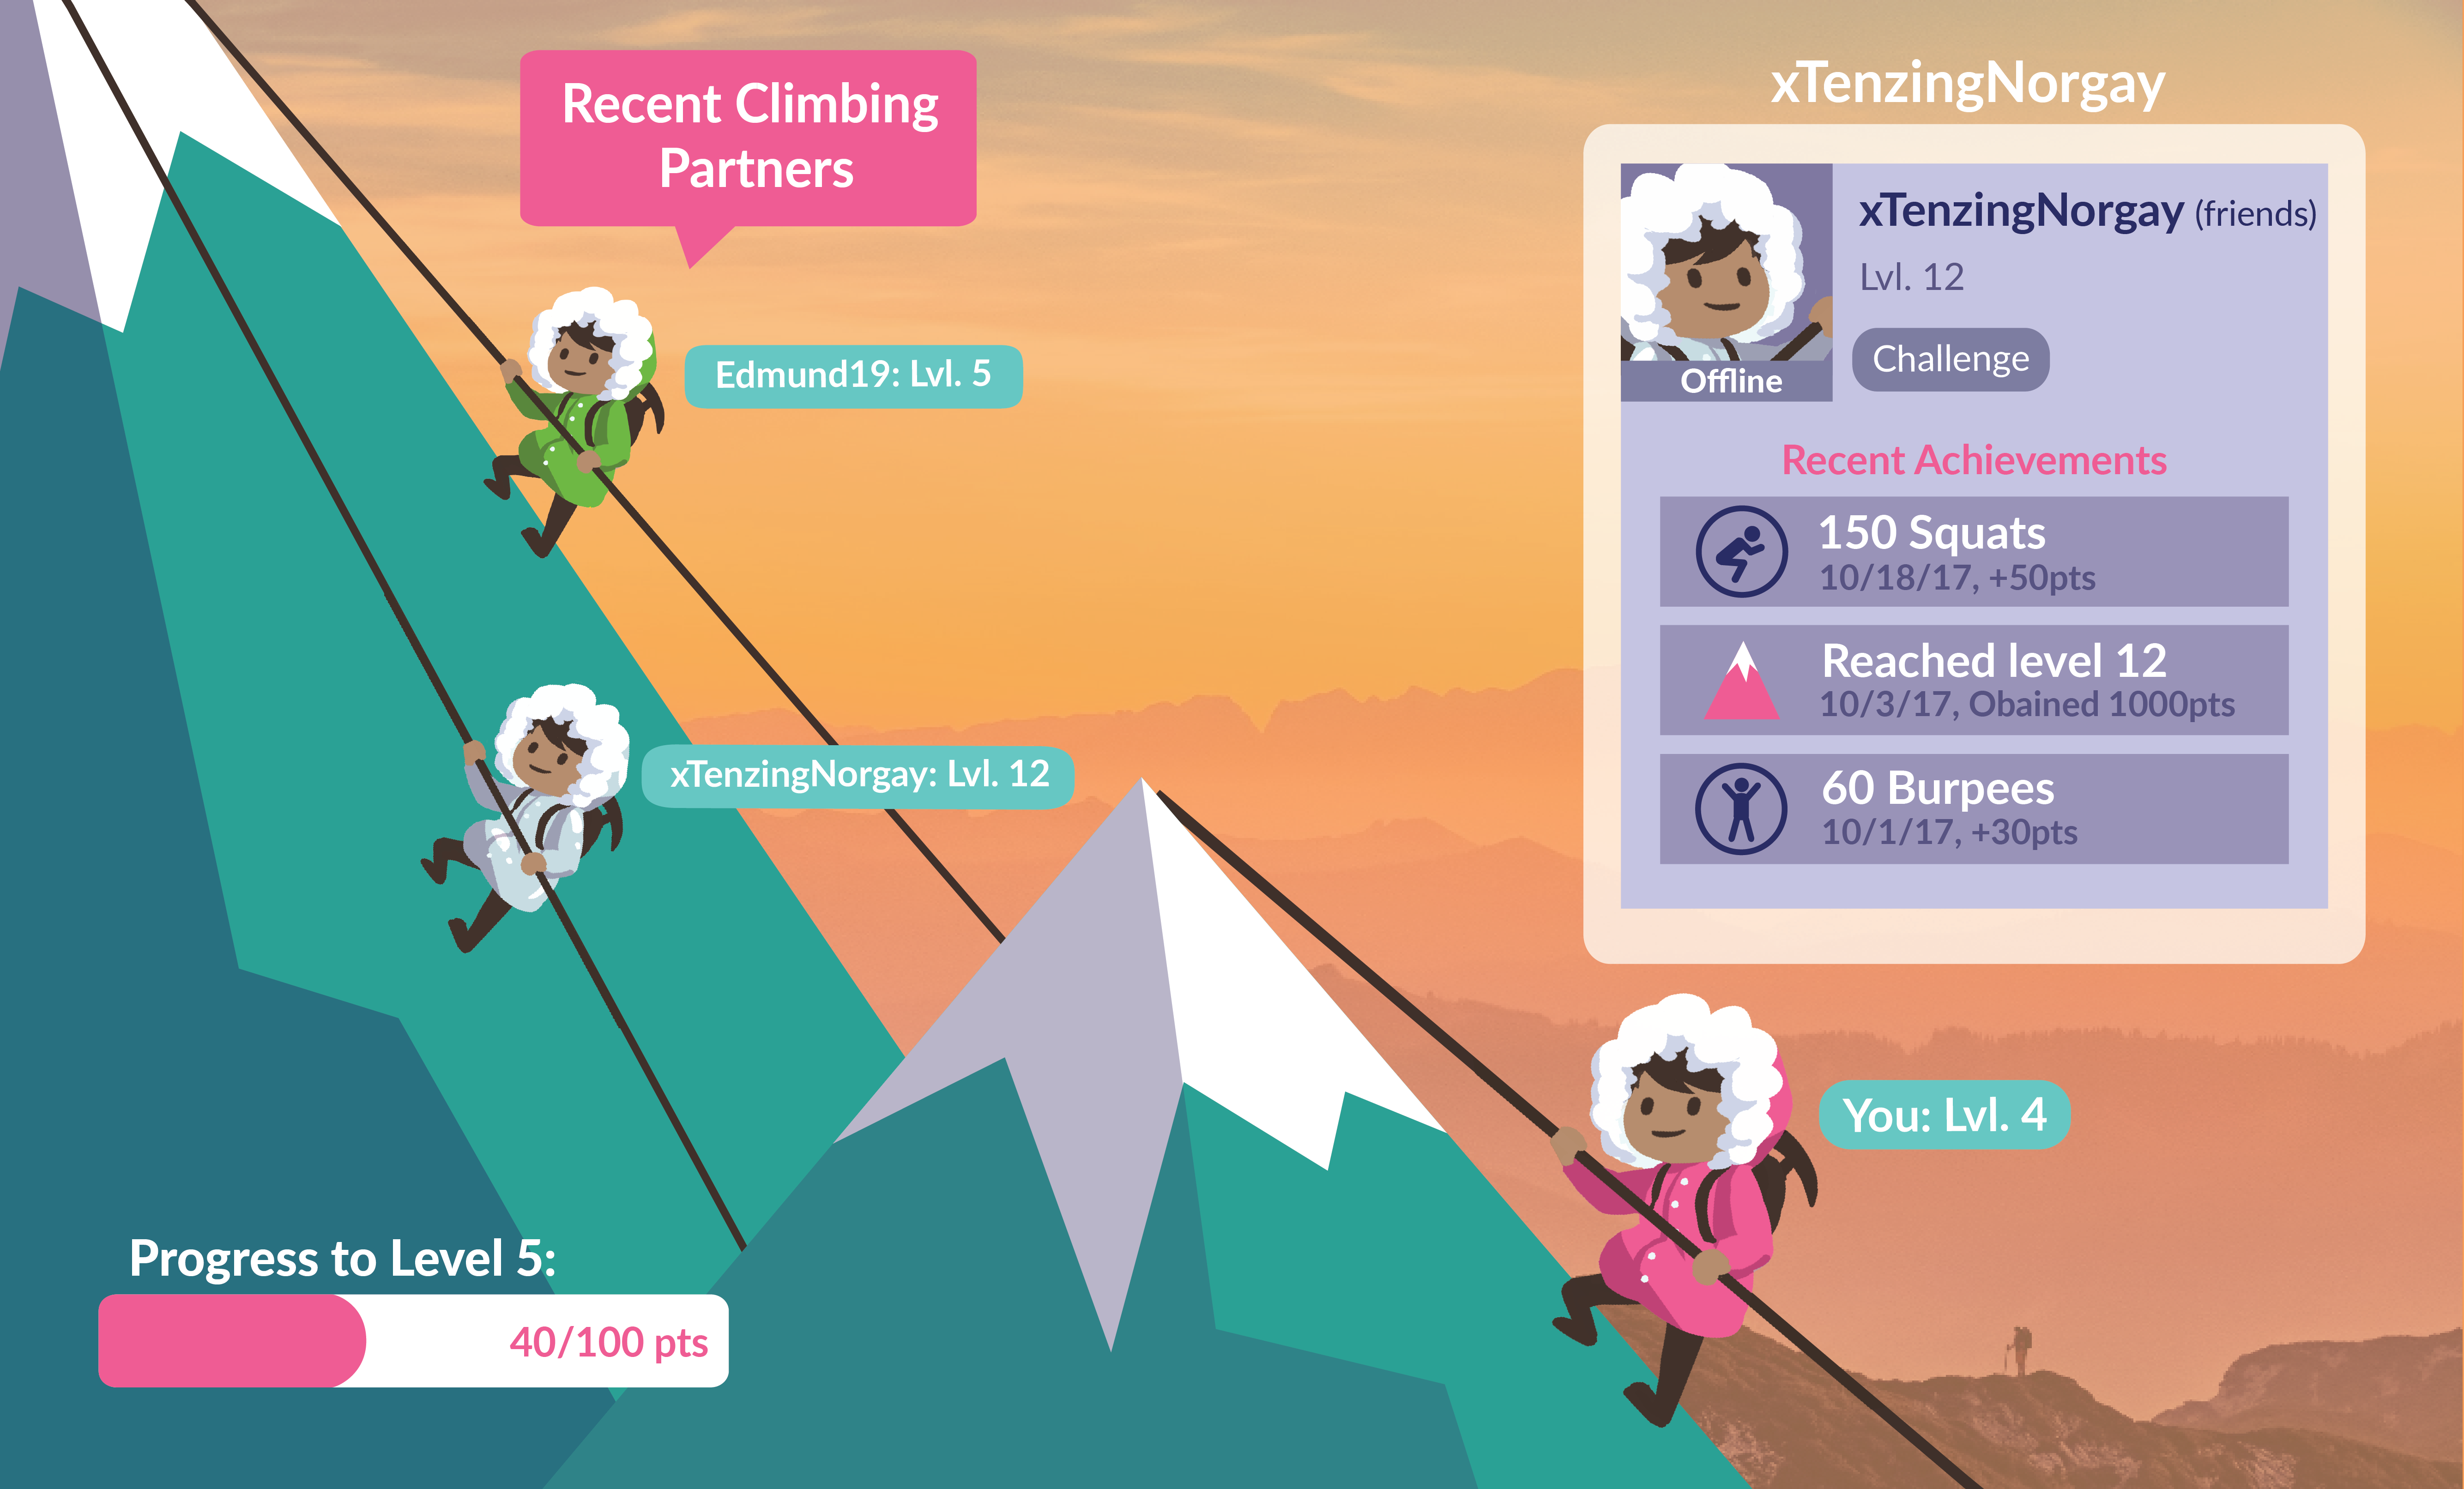 Recent Climbing
Partners
Edmund19: Lvl. 5
xTenzingNorgay: Lvl. 12
Progress to Level 5:
40/100 pts
xTenzingNorgay
xTenzingNorgay (friends)
Lvl. 12
Challenge
Offline
Recent Achievements
150 Squats
10/18/17, +50pts
Reached level 12
10/3/17, Obained 1000pts
60 Burpees
10/1/17, +30pts
You: Lvl. 4